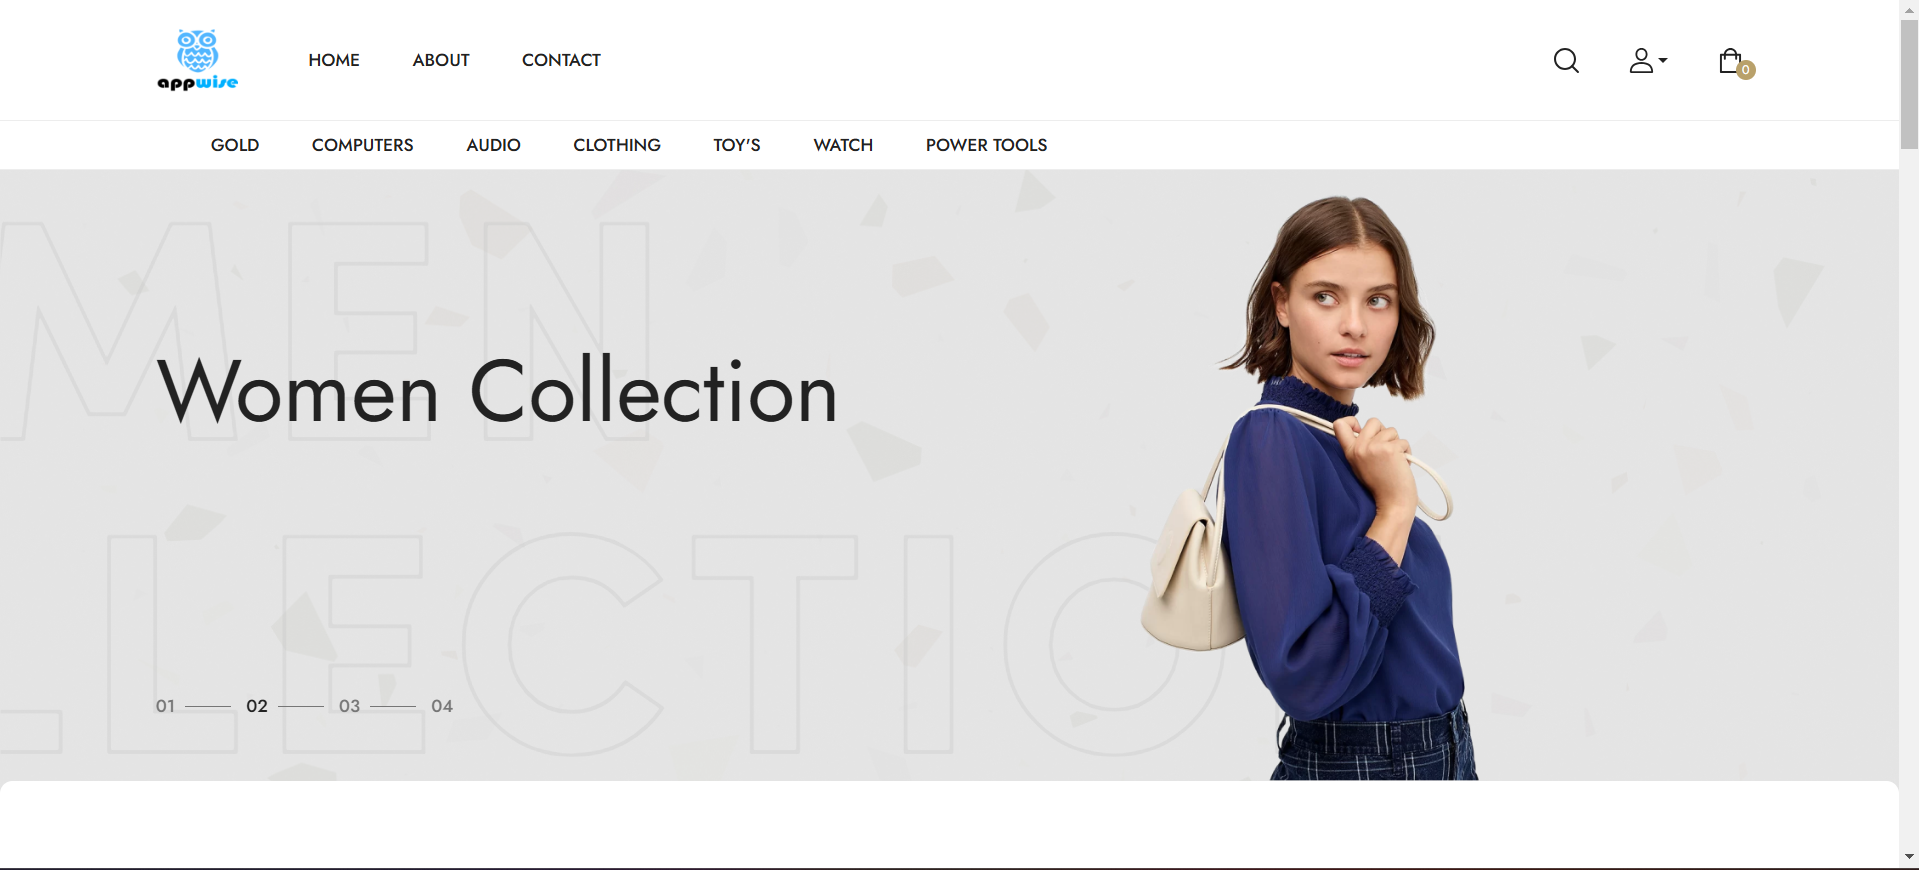 appwise
HOME ABOUT CONTACT
0
GOLD COMPUTERS AUDIO CLOTHING TOY'S WATCH POWER TOOLS
MEN
Women Collection
LLECTIO
01 02 03 04